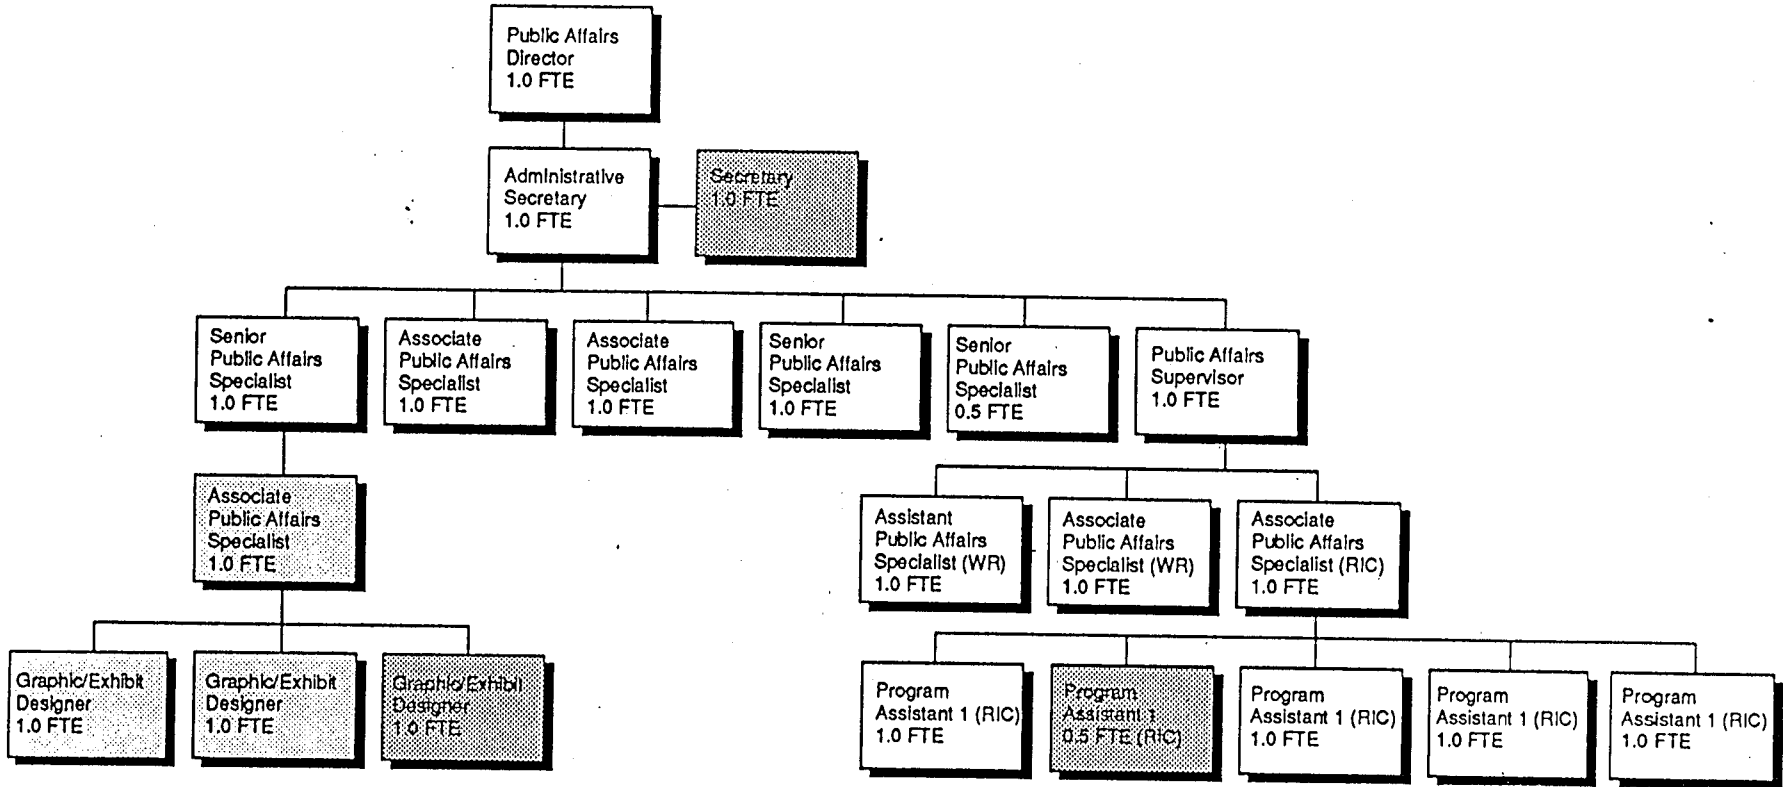 Public Affairs
Director
1.0 FTE
Administrative
Secretary
1.0 FTE
Secretary
1.0 FTE
Senior
Public Affairs
Specialist
1.0 FTE
Associate
Public Affairs
Specialist
1.0 FTE
Associate
Public Affairs
Specialist
1.0 FTE
Senior
Public Affairs
Specialist
1.0 FTE
Senior
Public Affairs
Specialist
0.5 FTE
Public Affairs
Supervisor
1.0 FTE
Associate
Public Affairs
Specialist
1.0 FTE
Assistant
Public Affairs
Specialist (WR)
1.0 FTE
Associate
Public Affairs
Specialist (WR)
1.0 FTE
Associate
Public Affairs
Specialist (RIC)
1.0 FTE
Graphic/Exhibit
Designer
1.0 FTE
Graphic/Exhibit
Designer
1.0 FTE
Graphic/Exhibit
Designer
1.0 FTE
Program
Assistant 1 (RIC)
1.0 FTE
Program
Assistant 1
0.5 FTE (RIC)
Program
Assistant 1 (RIC)
1.0 FTE
Program
Assistant 1 (RIC)
1.0 FTE
Program
Assistant 1 (RIC)
1.0 FTE